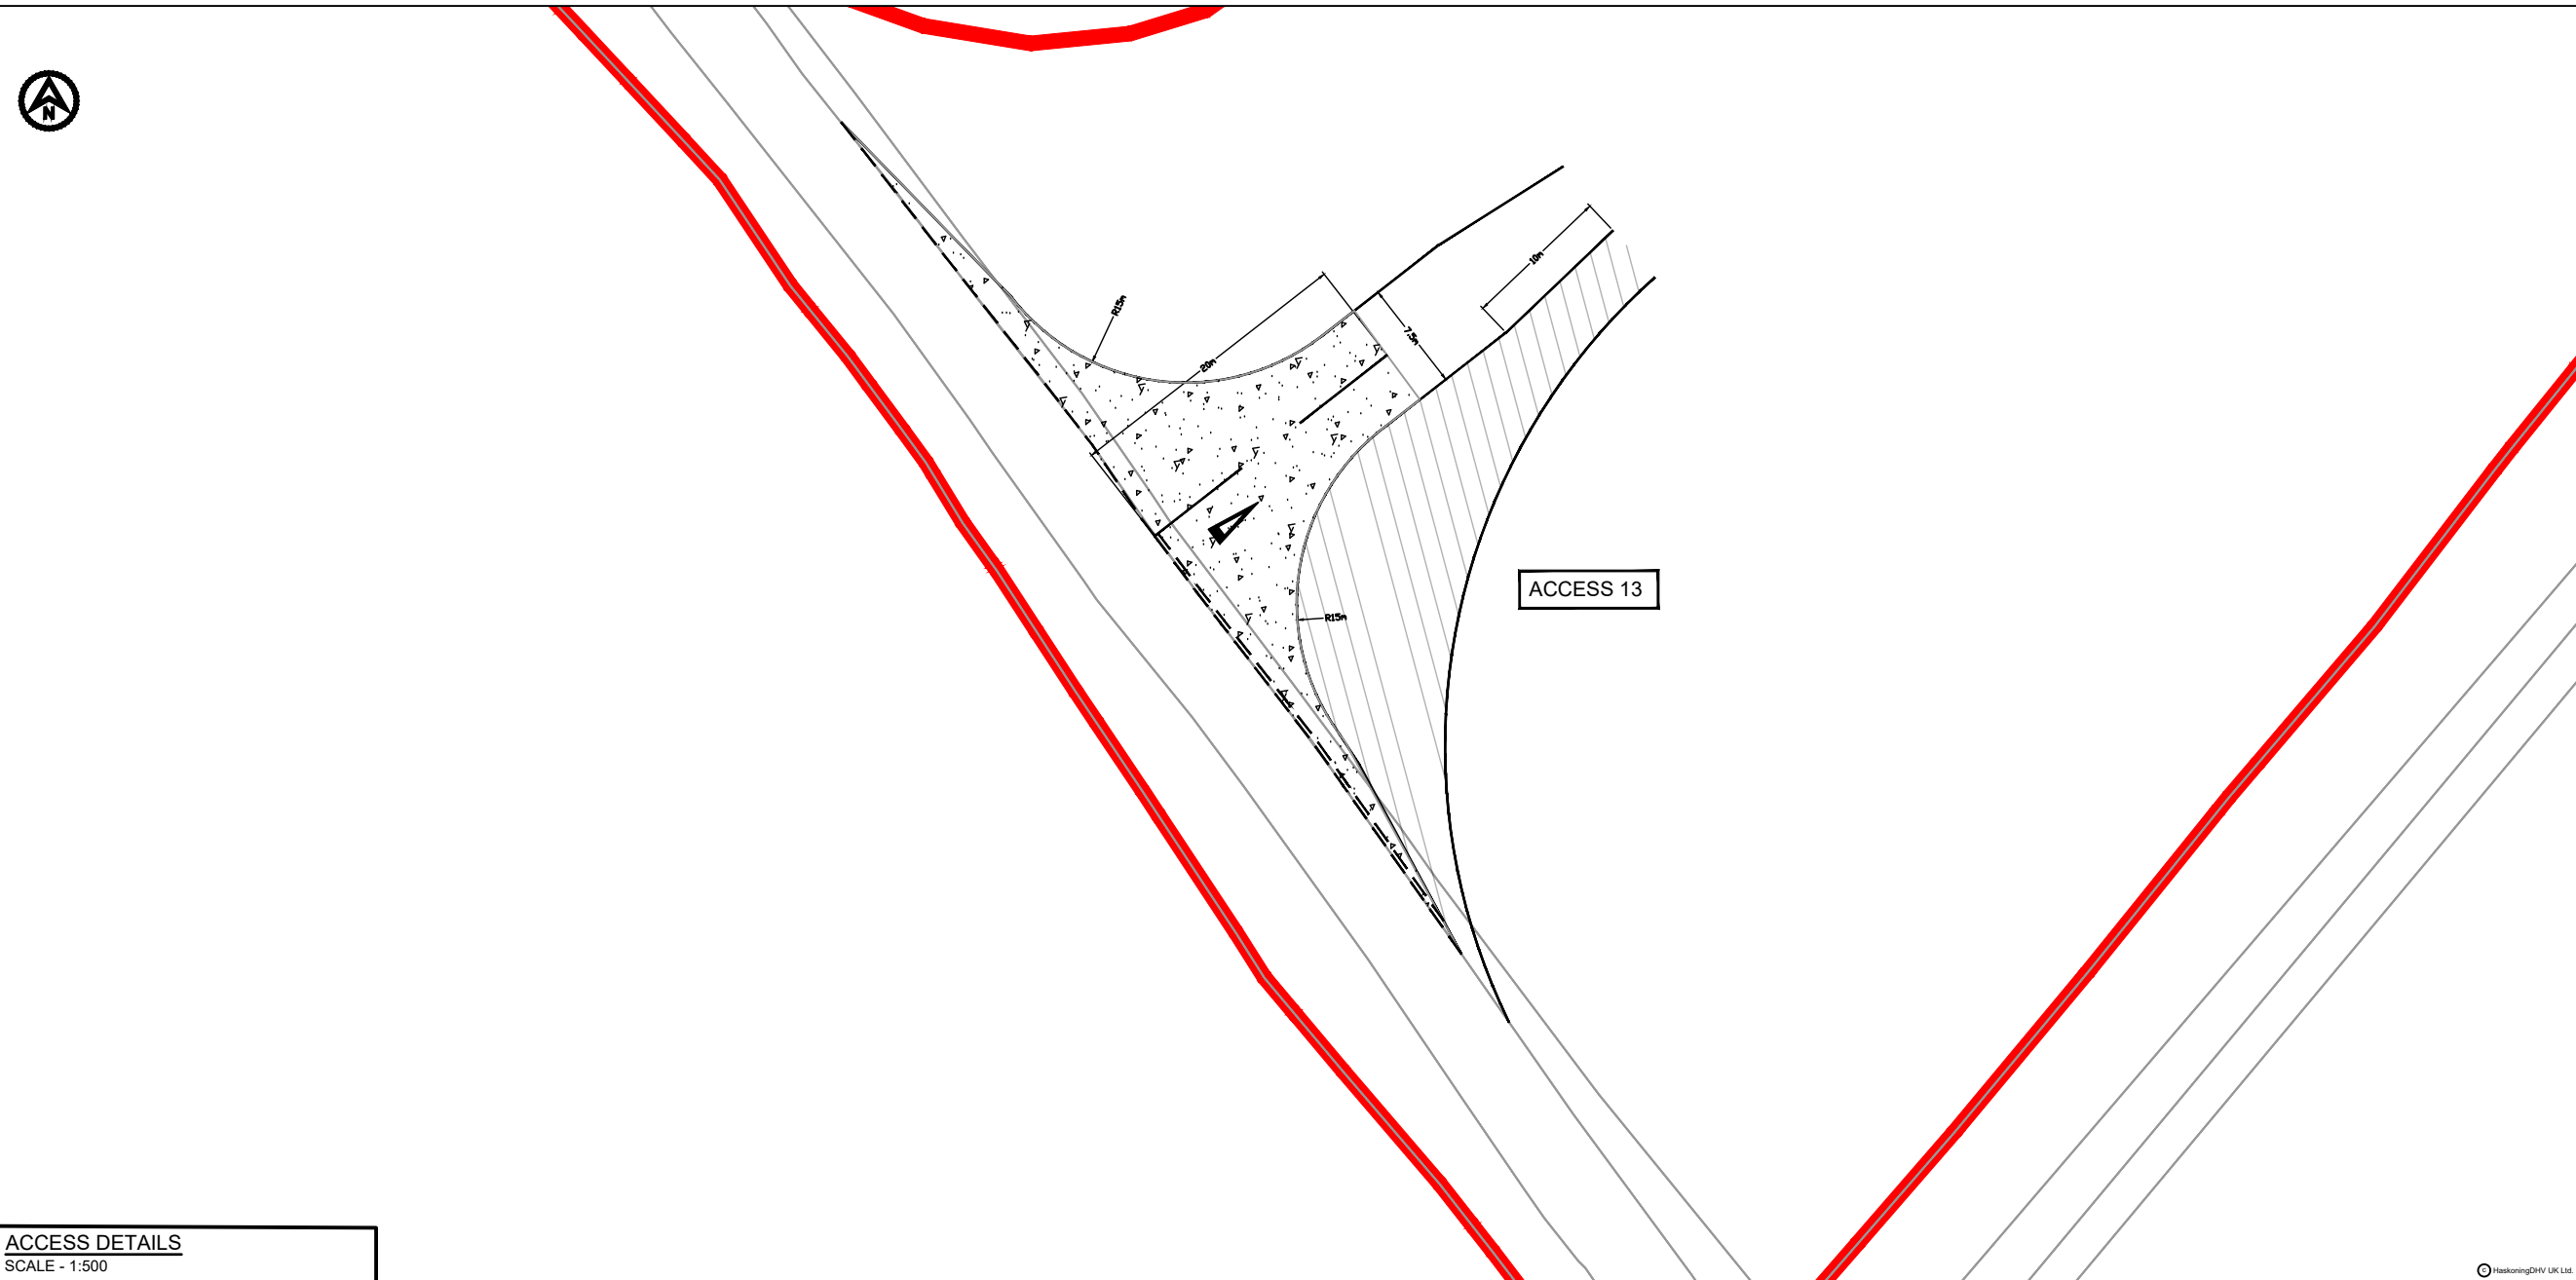 N
R15m
20m
7.5m
10m
R15m
ACCESS 13
ACCESS DETAILS
SCALE - 1:500
© HaskoningDHV UK Ltd.